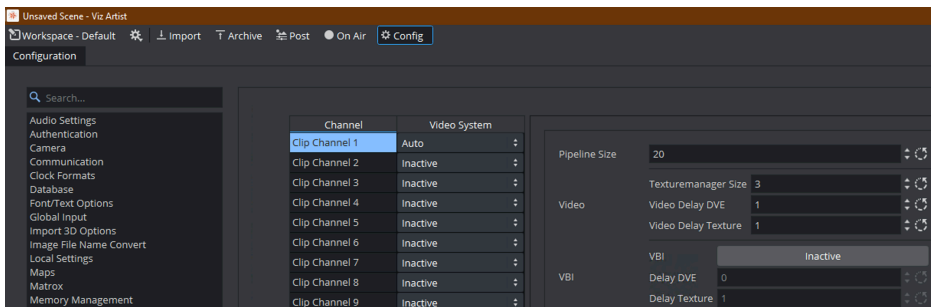 Unsaved Scene - Viz Artist
Workspace - Default Import Archive Post On Air Config
Configuration
Search...
Audio Settings
Authentication
Camera
Communication
Clock Formats
Database
Font/Text Options
Global Input
Import 3D Options
Image File Name Convert
Local Settings
Maps
Matrox
Memory Management
Channel Video System
Clip Channel 1 Auto
Clip Channel 2 Inactive
Clip Channel 3 Inactive
Clip Channel 4 Inactive
Clip Channel 5 Inactive
Clip Channel 6 Inactive
Clip Channel 7 Inactive
Clip Channel 8 Inactive
Clip Channel 9 Inactive
Pipeline Size 20
Texturemanager Size 3
Video Video Delay DVE 1
Video Delay Texture 1
VBI Inactive
VBI Delay DVE 0
Delay Texture 1